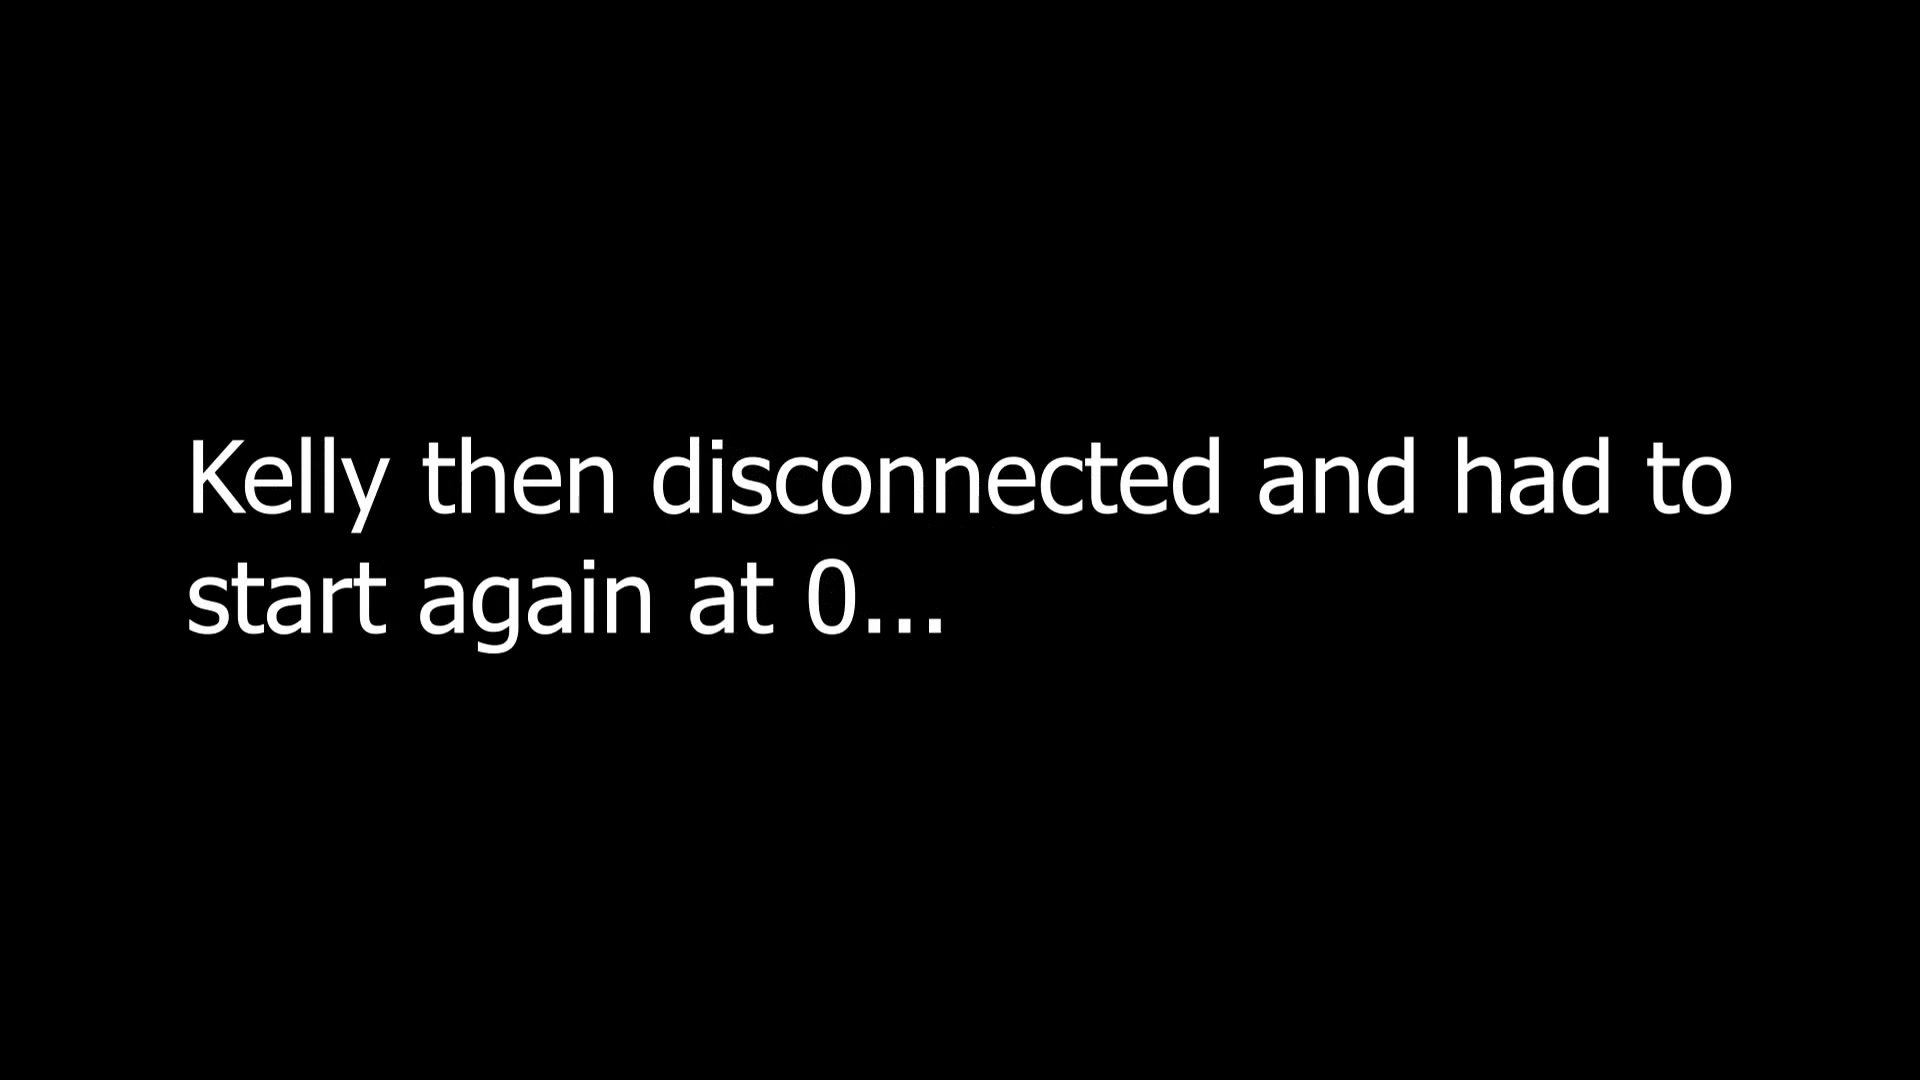 Kelly then disconnected and had to
start again at 0...